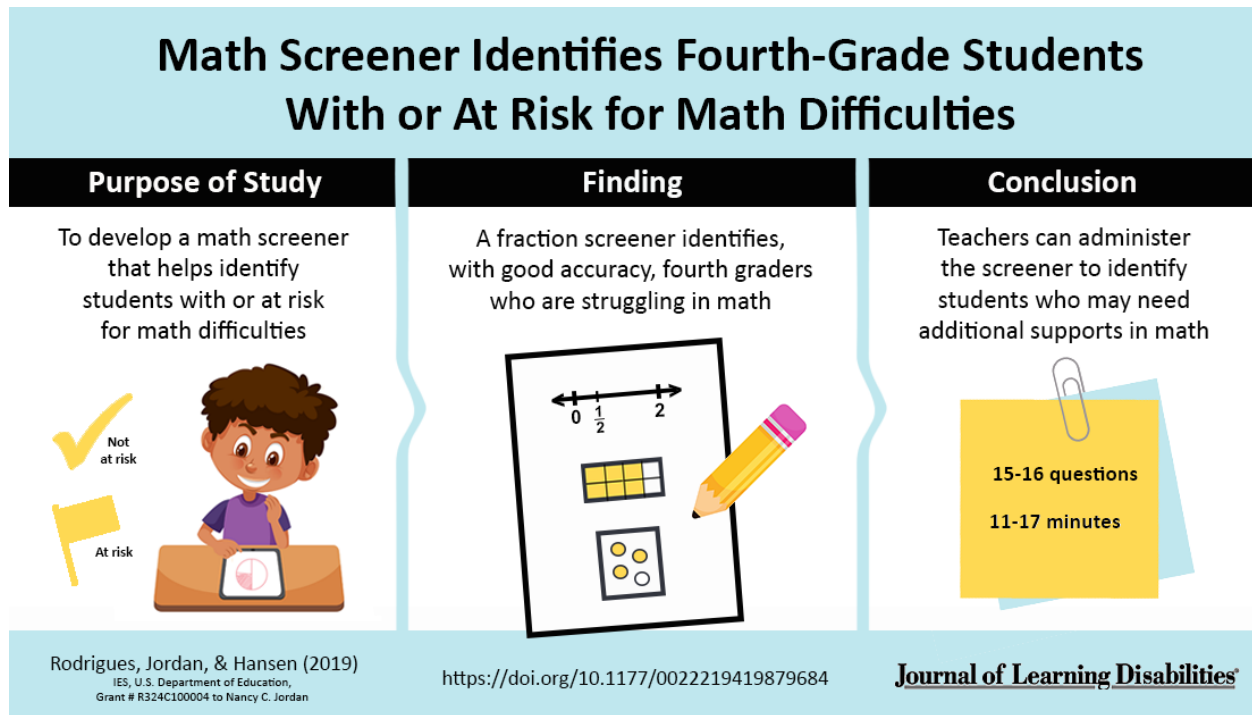 Math Screener Identifies Fourth-Grade Students
With or At Risk for Math Difficulties
Purpose of Study
To develop a math screener
that helps identify
students with or at risk
for math difficulties
Not
at risk
At risk
Finding
A fraction screener identifies,
with good accuracy, fourth graders
who are struggling in math
0 1/2 2
Conclusion
Teachers can administer
the screener to identify
students who may need
additional supports in math
15-16 questions
11-17 minutes
Rodrigues, Jordan, & Hansen (2019)
IES, U.S. Department of Education,
Grant # R324C100004 to Nancy C. Jordan
https://doi.org/10.1177/0022219419879684
Journal of Learning Disabilities®